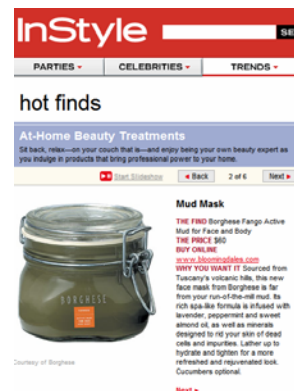 InStyle
SE
PARTIES
CELEBRITIES
TRENDS
hot finds
At-Home Beauty Treatments
Sit back, relax—on your couch that is—and enjoy being your own beauty expert as
you indulge in products that bring professional power to your home.
Start Slideshow
Back
2 of 6
Next
Mud Mask
THE FIND Borghese Fango Active
Mud for Face and Body
THE PRICE $60
BUY ONLINE
www.bloomingdales.com
WHY YOU WANT IT Sourced from
Tuscany's volcanic hills, this new
face mask from Borghese is far
from your run-of-the-mill mud. Its
rich spa-like formula is infused with
lavender, peppermint and sweet
almond oil, as well as minerals
designed to rid your skin of dead
cells and impurities. Lather up to
hydrate and tighten for a more
refreshed and rejuvenated look.
Cucumbers optional.
BORGHESE
Courtesy of Borghese
Next